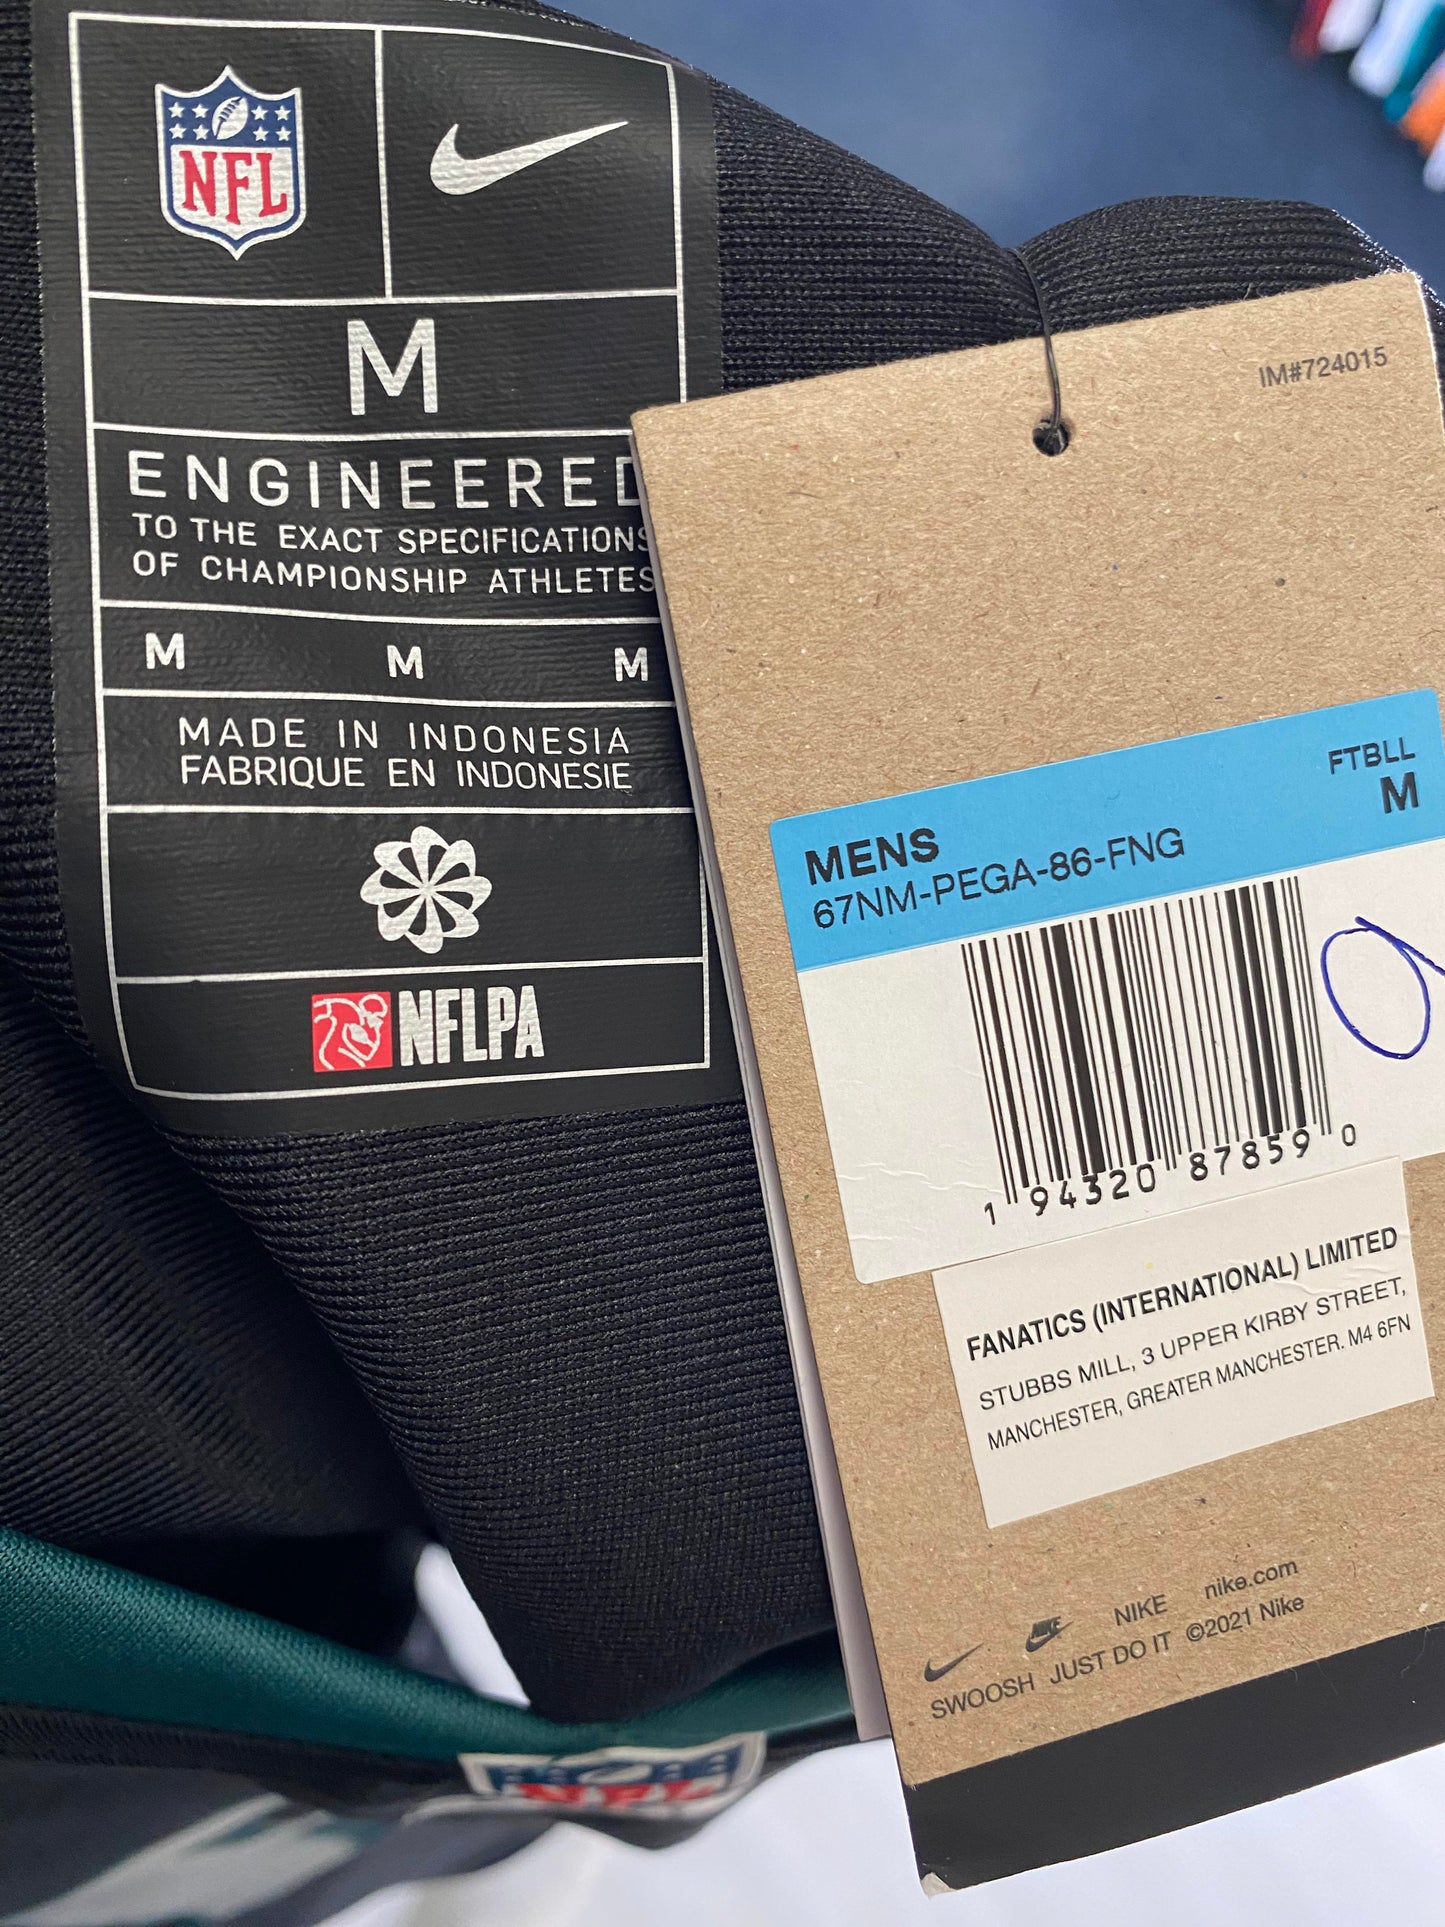 NFL
M
ENGINEERED
TO THE EXACT SPECIFICATIONS
OF CHAMPIONSHIP ATHLETES
M M M
MADE IN INDONESIA
FABRIQUE EN INDONESIE
NFLPA
IM#724015
FTBLL
M
MENS
67NM-PEGA-86-FNG
1 94320 87859 0
FANATICS (INTERNATIONAL) LIMITED
STUBBS MILL, 3 UPPER KIRBY STREET,
MANCHESTER, GREATER MANCHESTER. M4 6FN
NIKE NIKE nike.com
SWOOSH JUST DO IT ©2021 Nike
NFL